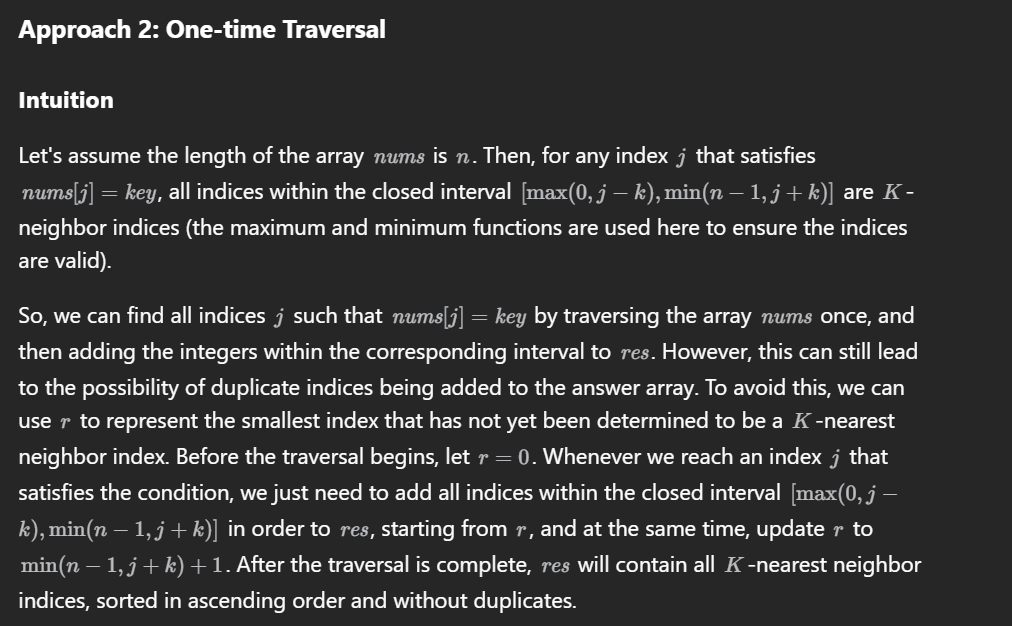 Approach 2: One-time Traversal
Intuition
Let's assume the length of the array nums is n. Then, for any index j that satisfies
nums[j] = key, all indices within the closed interval [max(0, j − k), min(n − 1, j + k)] are K-
neighbor indices (the maximum and minimum functions are used here to ensure the indices
are valid).
So, we can find all indices j such that nums[j] = key by traversing the array nums once, and
then adding the integers within the corresponding interval to res. However, this can still lead
to the possibility of duplicate indices being added to the answer array. To avoid this, we can
use r to represent the smallest index that has not yet been determined to be a K-nearest
neighbor index. Before the traversal begins, let r = 0. Whenever we reach an index j that
satisfies the condition, we just need to add all indices within the closed interval [max(0, j −
k), min(n − 1, j + k)] in order to res, starting from r, and at the same time, update r to
min(n − 1, j + k) + 1. After the traversal is complete, res will contain all K-nearest neighbor
indices, sorted in ascending order and without duplicates.